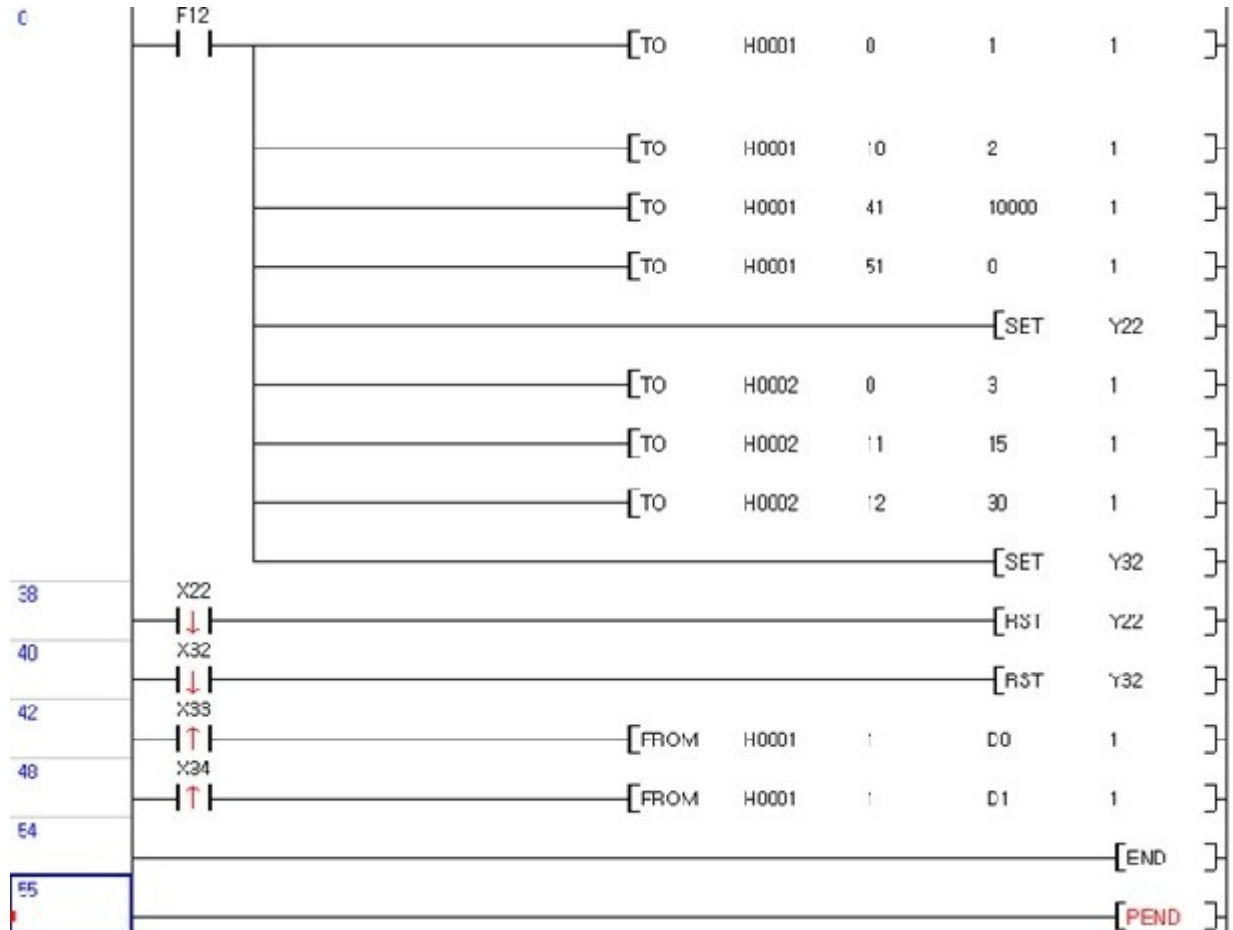 0 F12
TO H0001 0 1 1
TO H0001 10 2 1
TO H0001 41 10000 1
TO H0001 51 0 1
SET Y22
TO H0002 0 3 1
TO H0002 11 15 1
TO H0002 12 30 1
SET Y32
38 X22
RST Y22
40 X32
RST Y32
42 X33
FROM H0001 1 D0 1
48 X34
FROM H0001 1 D1 1
54
END
55
PEND